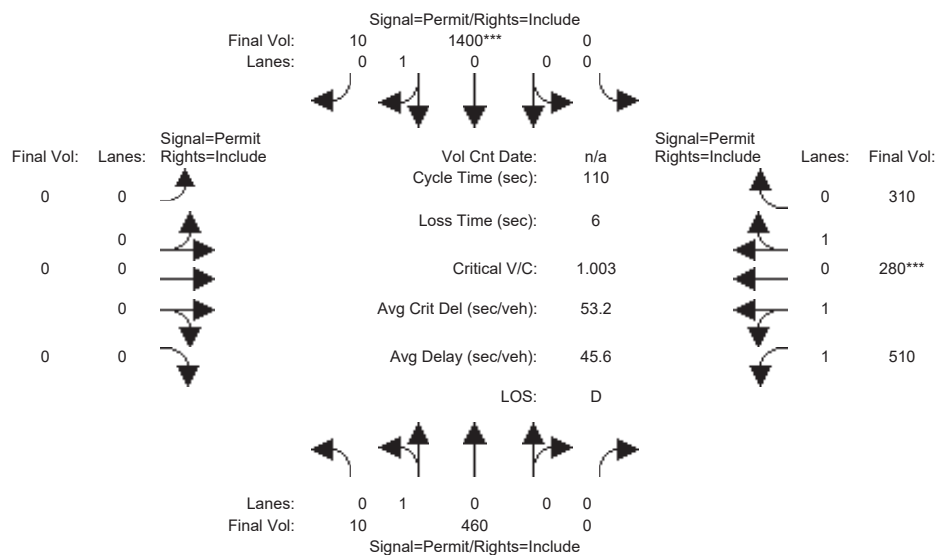 Signal=Permit/Rights=Include
Final Vol: 10 1400*** 0
Lanes: 0 1 0 0 0
Signal=Permit
Final Vol: Lanes: Rights=Include
Vol Cnt Date: n/a
Signal=Permit
Rights=Include Lanes: Final Vol:
Cycle Time (sec): 110
0 0
0 310
Loss Time (sec): 6
0
1
0 0
Critical V/C: 1.003
0 280***
0
Avg Crit Del (sec/veh): 53.2
1
0 0
Avg Delay (sec/veh): 45.6
1 510
LOS: D
Lanes: 0 1 0 0 0
Final Vol: 10 460 0
Signal=Permit/Rights=Include